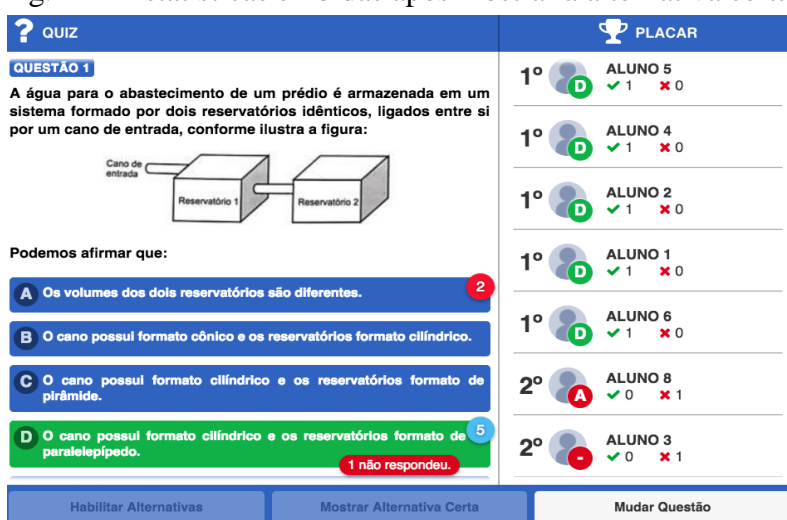 ? QUIZ
QUESTÃO 1
A água para o abastecimento de um prédio é armazenada em um
sistema formado por dois reservatórios idênticos, ligados entre si
por um cano de entrada, conforme ilustra a figura:
Cano de
entrada
Reservatório 1
Reservatório 2
Podemos afirmar que:
A Os volumes dos dois reservatórios são diferentes. 2
B O cano possui formato cônico e os reservatórios formato cilíndrico.
C O cano possui formato cilíndrico e os reservatórios formato de
pirâmide.
D O cano possui formato cilíndrico e os reservatórios formato de 5
paralelepípedo.
1 não respondeu.
PLACAR
1º D ALUNO 5
1 0
1º D ALUNO 4
1 0
1º D ALUNO 2
1 0
1º D ALUNO 1
1 0
1º D ALUNO 6
1 0
2º A ALUNO 8
0 1
2º - ALUNO 3
0 1
Habilitar Alternativas
Mostrar Alternativa Certa
Mudar Questão